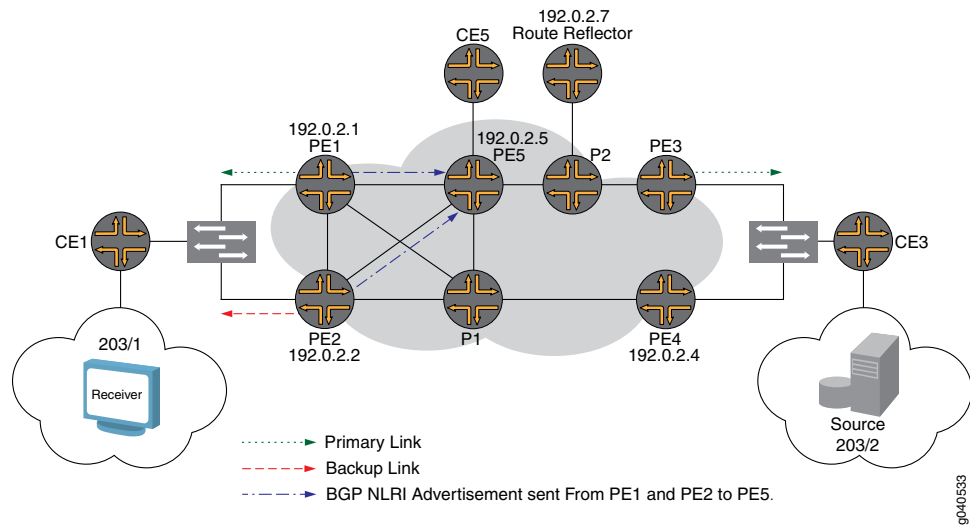 192.0.2.7
Route Reflector
CE5
192.0.2.1
PE1
192.0.2.5
PE5
P2
PE3
CE1
CE3
PE2
192.0.2.2
P1
PE4
192.0.2.4
203/1
Receiver
Source
203/2
Primary Link
Backup Link
BGP NLRI Advertisement sent From PE1 and PE2 to PE5.
g040533